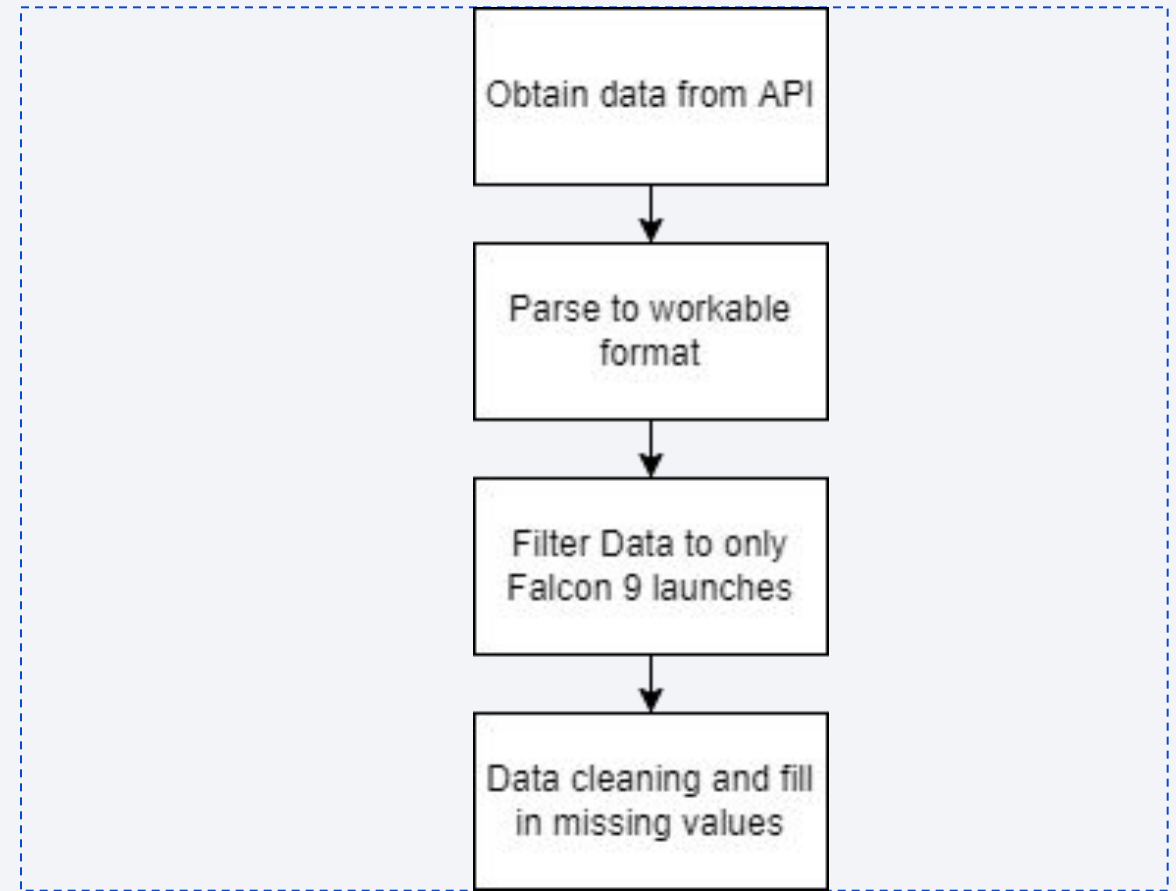 Obtain data from API
Parse to workable
format
Filter Data to only
Falcon 9 launches
Data cleaning and fill
in missing values